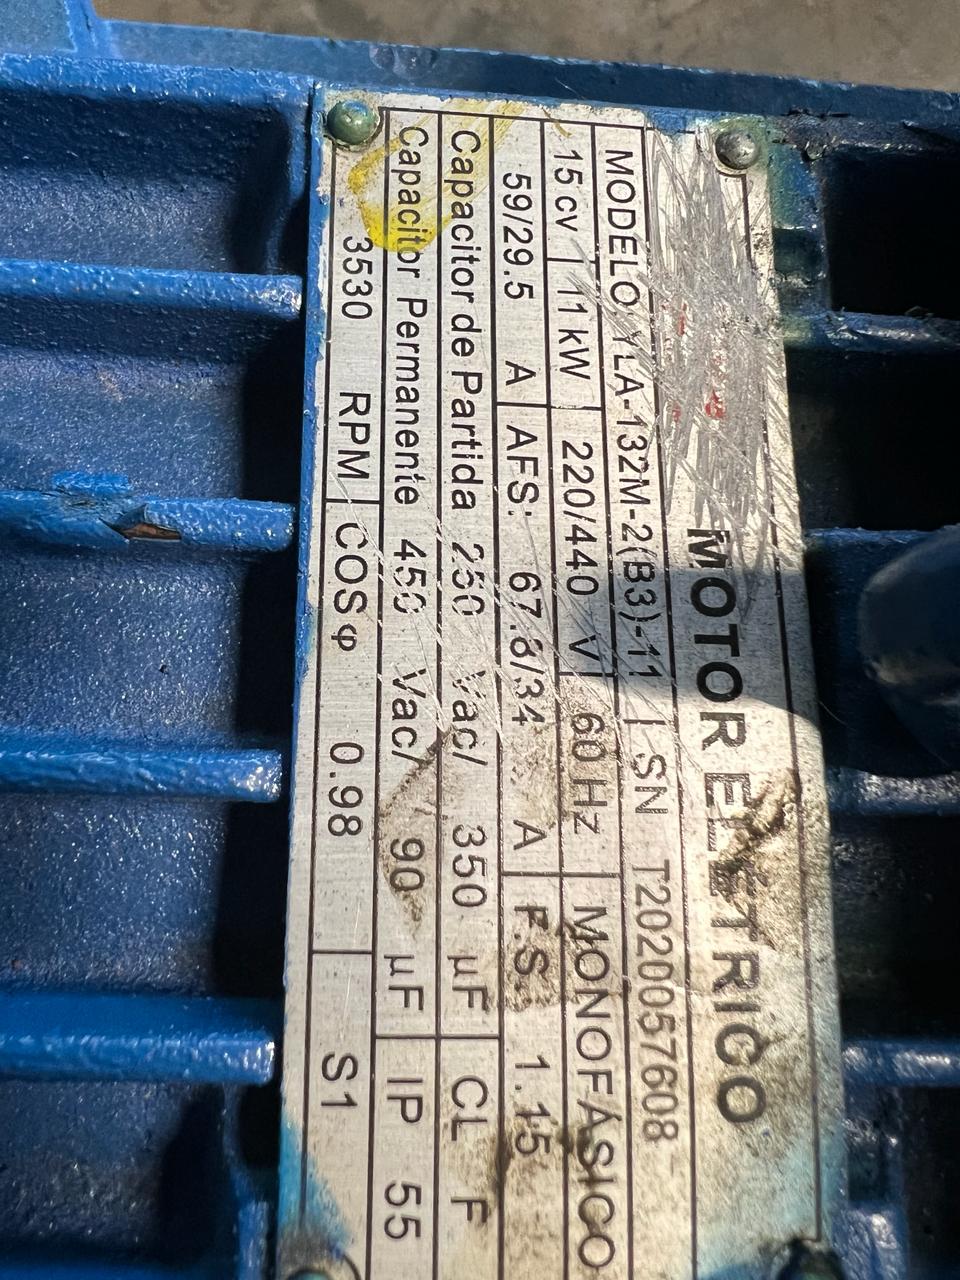 MOTOR ELÉTRICO
MODELO YLA-132M-2(B3)-11 | SN T2020057608
15 cv 11 kW 220/440 V 60 Hz MONOFÁSICO
59/29.5 A AFS: 67.8/34 A F.S. 1.15
Capacitor de Partida 250 Vac/ 350 µF CL F
Capacitor Permanente 450 Vac/ 90 µF IP 55
3530 RPM COSφ 0.98 S1